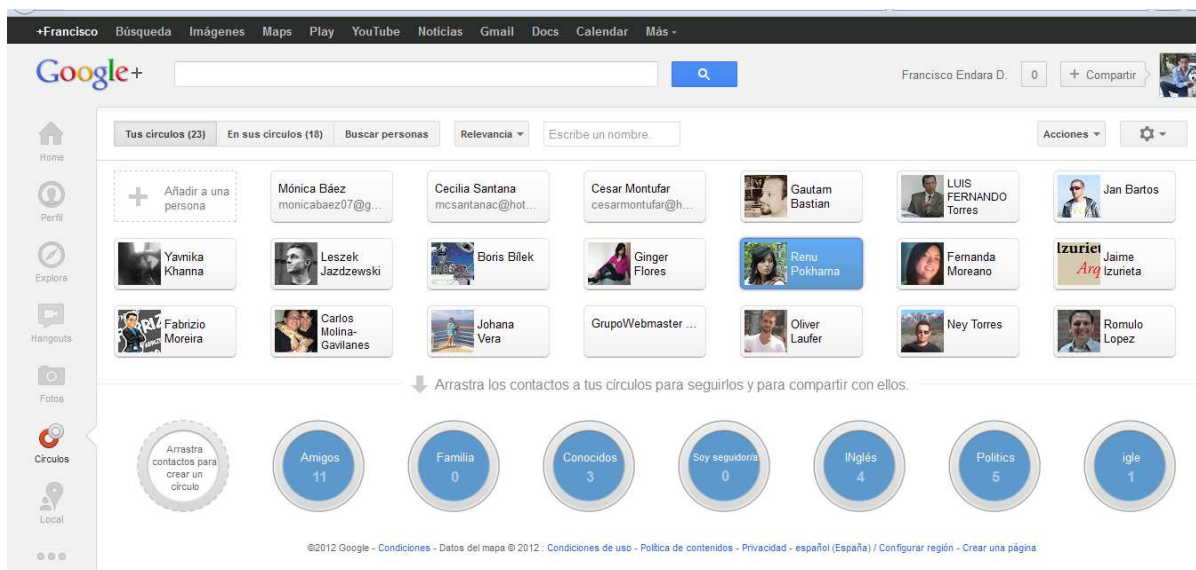 +Francisco Búsqueda Imágenes Maps Play YouTube Noticias Gmail Docs Calendar Más
Google+
Francisco Endara D. 0 + Compartir
Tus círculos (23) En sus círculos (18) Buscar personas Relevancia Escribe un nombre. Acciones
Home
Perfil
Explora
Hangouts
Fotos
Círculos
Local
Añadir a una
persona
Mónica Báez
monicabaez07@g...
Cecilia Santana
mcsantanac@hot...
Cesar Montufar
cesarmontufar@h...
Gautam
Bastian
LUIS
FERNANDO
Torres
Jan Bartos
Yavnika
Khanna
Leszek
Jazdzewski
Boris Bílek
Ginger
Flores
Renu
Pokharna
Fernanda
Moreano
Izuriet
Arq
Jaime
Izurieta
Fabrizio
Moreira
Carlos
Molina-
Gavilanes
Johana
Vera
GrupoWebmaster ...
Oliver
Laufer
Ney Torres
Romulo
Lopez
Arrastra los contactos a tus círculos para seguirlos y para compartir con ellos.
Arrastra
contactos para
crear un
círculo
Amigos
11
Familia
0
Conocidos
3
Soy seguidor/a
0
INglés
4
Politics
5
igle
1
©2012 Google - Condiciones - Datos del mapa © 2012 : Condiciones de uso - Política de contenidos - Privacidad - español (España) / Configurar región - Crear una página